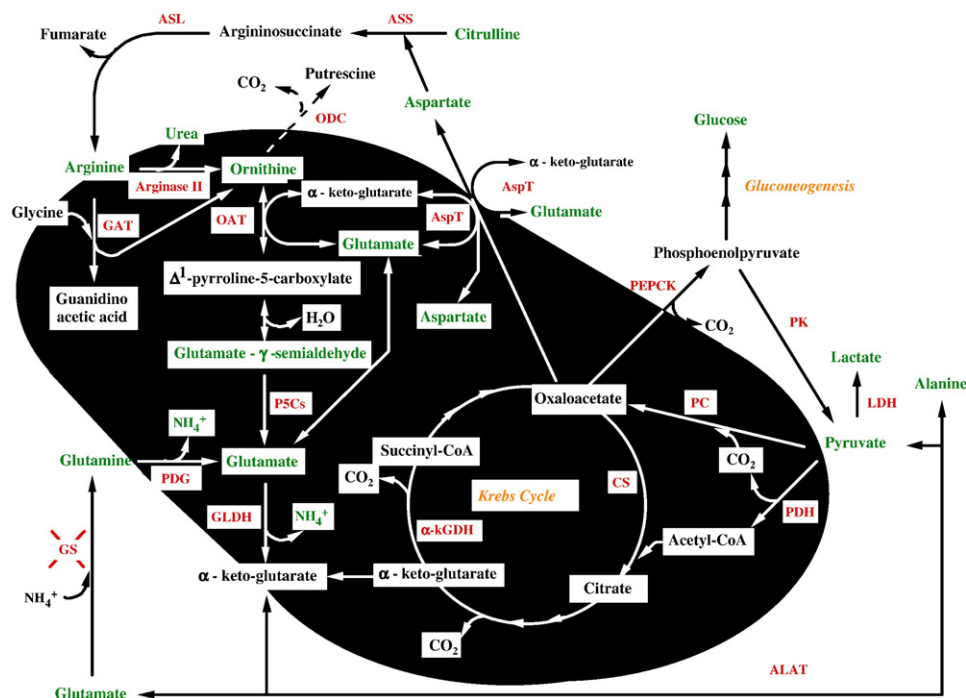 ASL
ASS
Fumarate
Argininosuccinate
Citrulline
CO2
Putrescine
Aspartate
ODC
Glucose
Urea
Arginine
Ornithine
α - keto-glutarate
Arginase II
α - keto-glutarate
AspT
Gluconeogenesis
Glycine
GAT
OAT
AspT
Glutamate
Glutamate
Phosphoenolpyruvate
Δ1-pyrroline-5-carboxylate
PEPCK
Guanidino
acetic acid
H2O
Aspartate
CO2
PK
Glutamate - γ -semialdehyde
Lactate
Alanine
P5Cs
Oxaloacetate
PC
LDH
NH4+
Succinyl-CoA
Pyruvate
Glutamine
Glutamate
CO2
PDG
CO2
CS
Krebs Cycle
GLDH
NH4+
PDH
α-kGDH
GS
Acetyl-CoA
α - keto-glutarate
α - keto-glutarate
Citrate
NH4+
CO2
ALAT
Glutamate